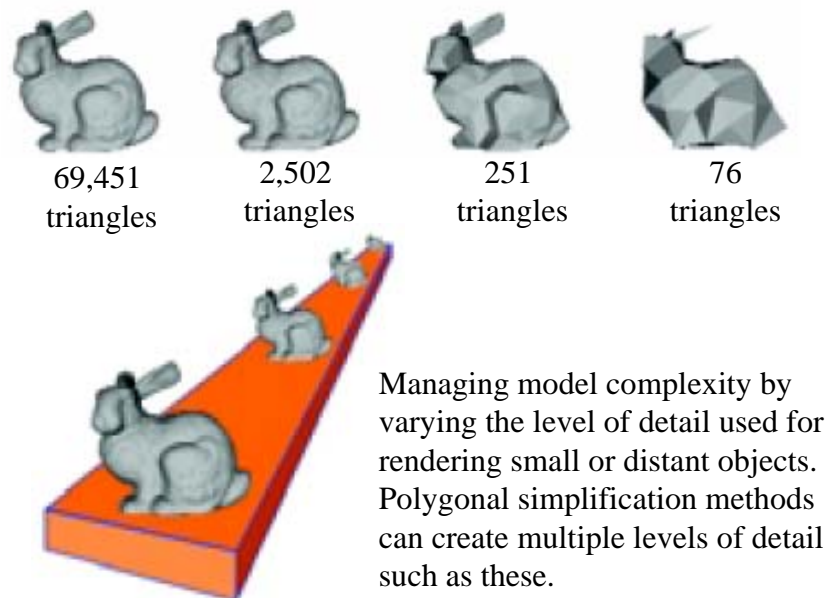 69,451
triangles
2,502
triangles
251
triangles
76
triangles
Managing model complexity by
varying the level of detail used for
rendering small or distant objects.
Polygonal simplification methods
can create multiple levels of detail
such as these.